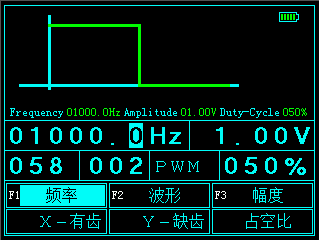 Frequency 01000.0Hz Amplitude 01.00V Duty-Cycle 050%
01000.0Hz 1.00V
058 002 PWM 050%
F1 频率 F2 波形 F3 幅度
X-有齿 Y-缺齿 占空比